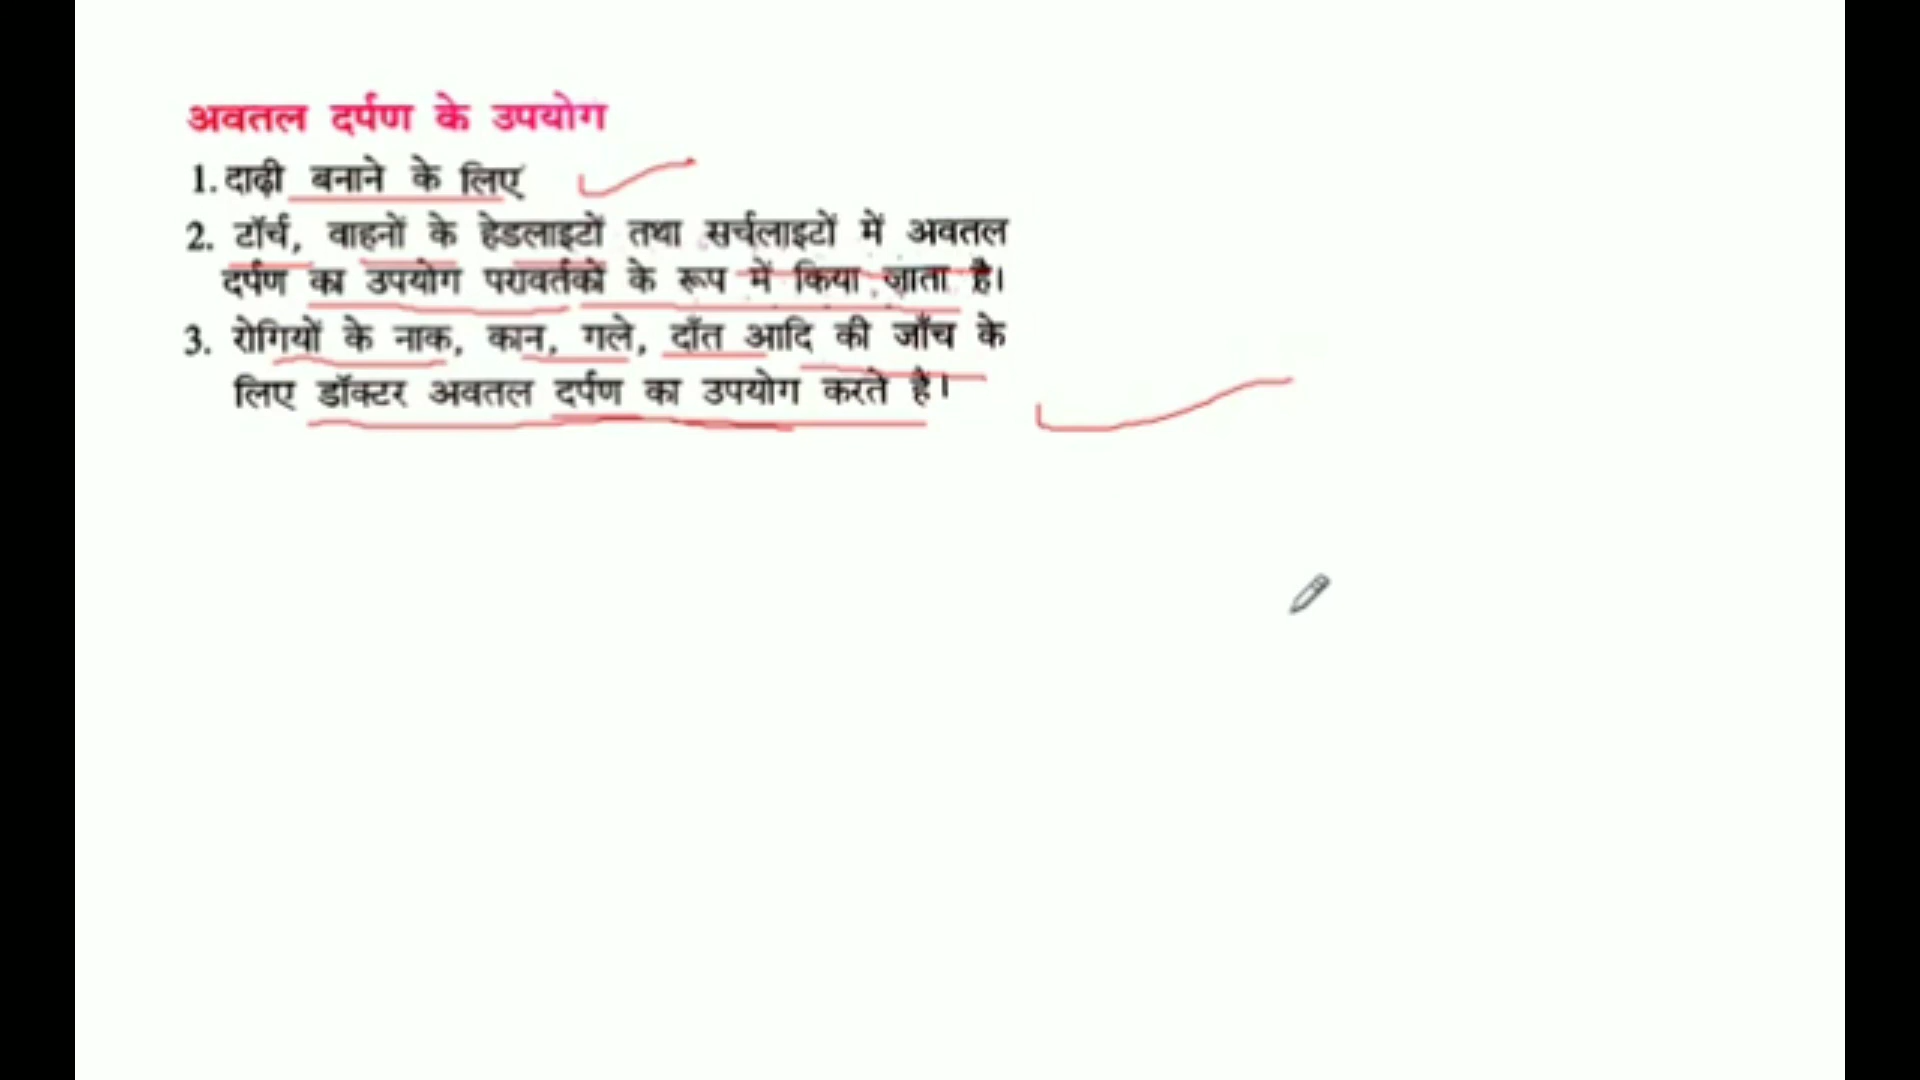 अवतल दर्पण के उपयोग
1. दाढ़ी बनाने के लिए
2. टॉर्च, वाहनों के हेडलाइटों तथा सर्चलाइटों में अवतल
दर्पण का उपयोग परावर्तकों के रूप में किया जाता है।
3. रोगियों के नाक, कान, गले, दाँत आदि की जाँच के
लिए डॉक्टर अवतल दर्पण का उपयोग करते है।